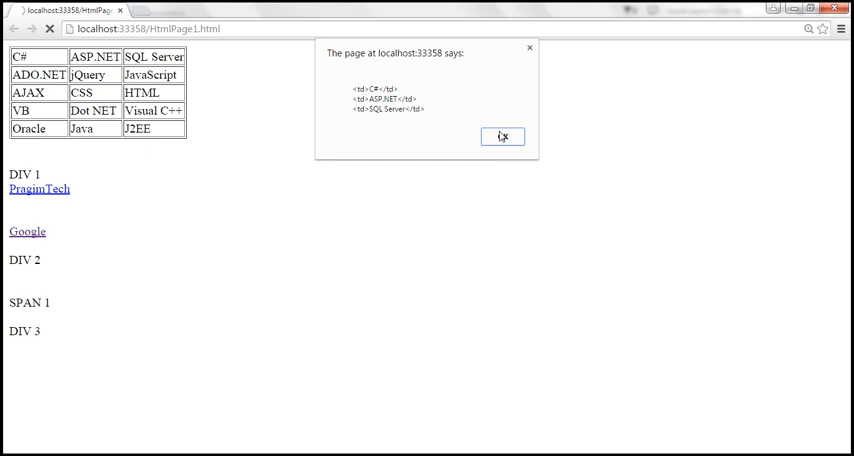 localhost:33358/HtmlPag
localhost:33358/HtmlPage1.html
The page at localhost:33358 says:
<td>C#</td>
<td>ASP.NET</td>
<td>SQL Server</td>
C# ASP.NET SQL Server
ADO.NET jQuery JavaScript
AJAX CSS HTML
VB Dot NET Visual C++
Oracle Java J2EE
DIV 1
PragimTech
Google
DIV 2
SPAN 1
DIV 3